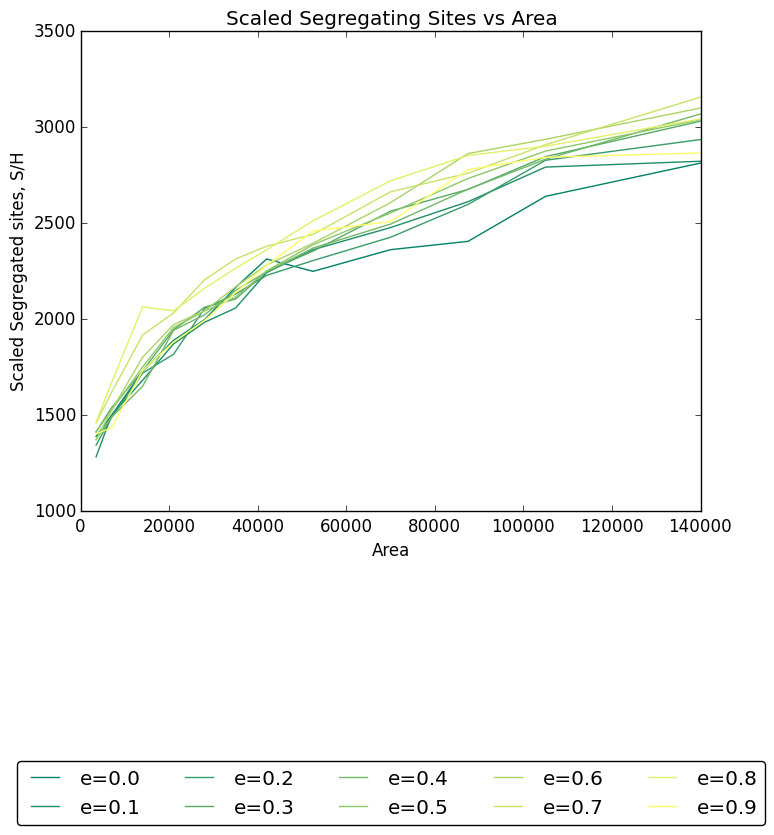 Scaled Segregating Sites vs Area
3500
3000
2500
2000
1500
1000
Scaled Segregated sites, S/H
0 20000 40000 60000 80000 100000 120000 140000
Area
e=0.0 e=0.2 e=0.4 e=0.6 e=0.8
e=0.1 e=0.3 e=0.5 e=0.7 e=0.9